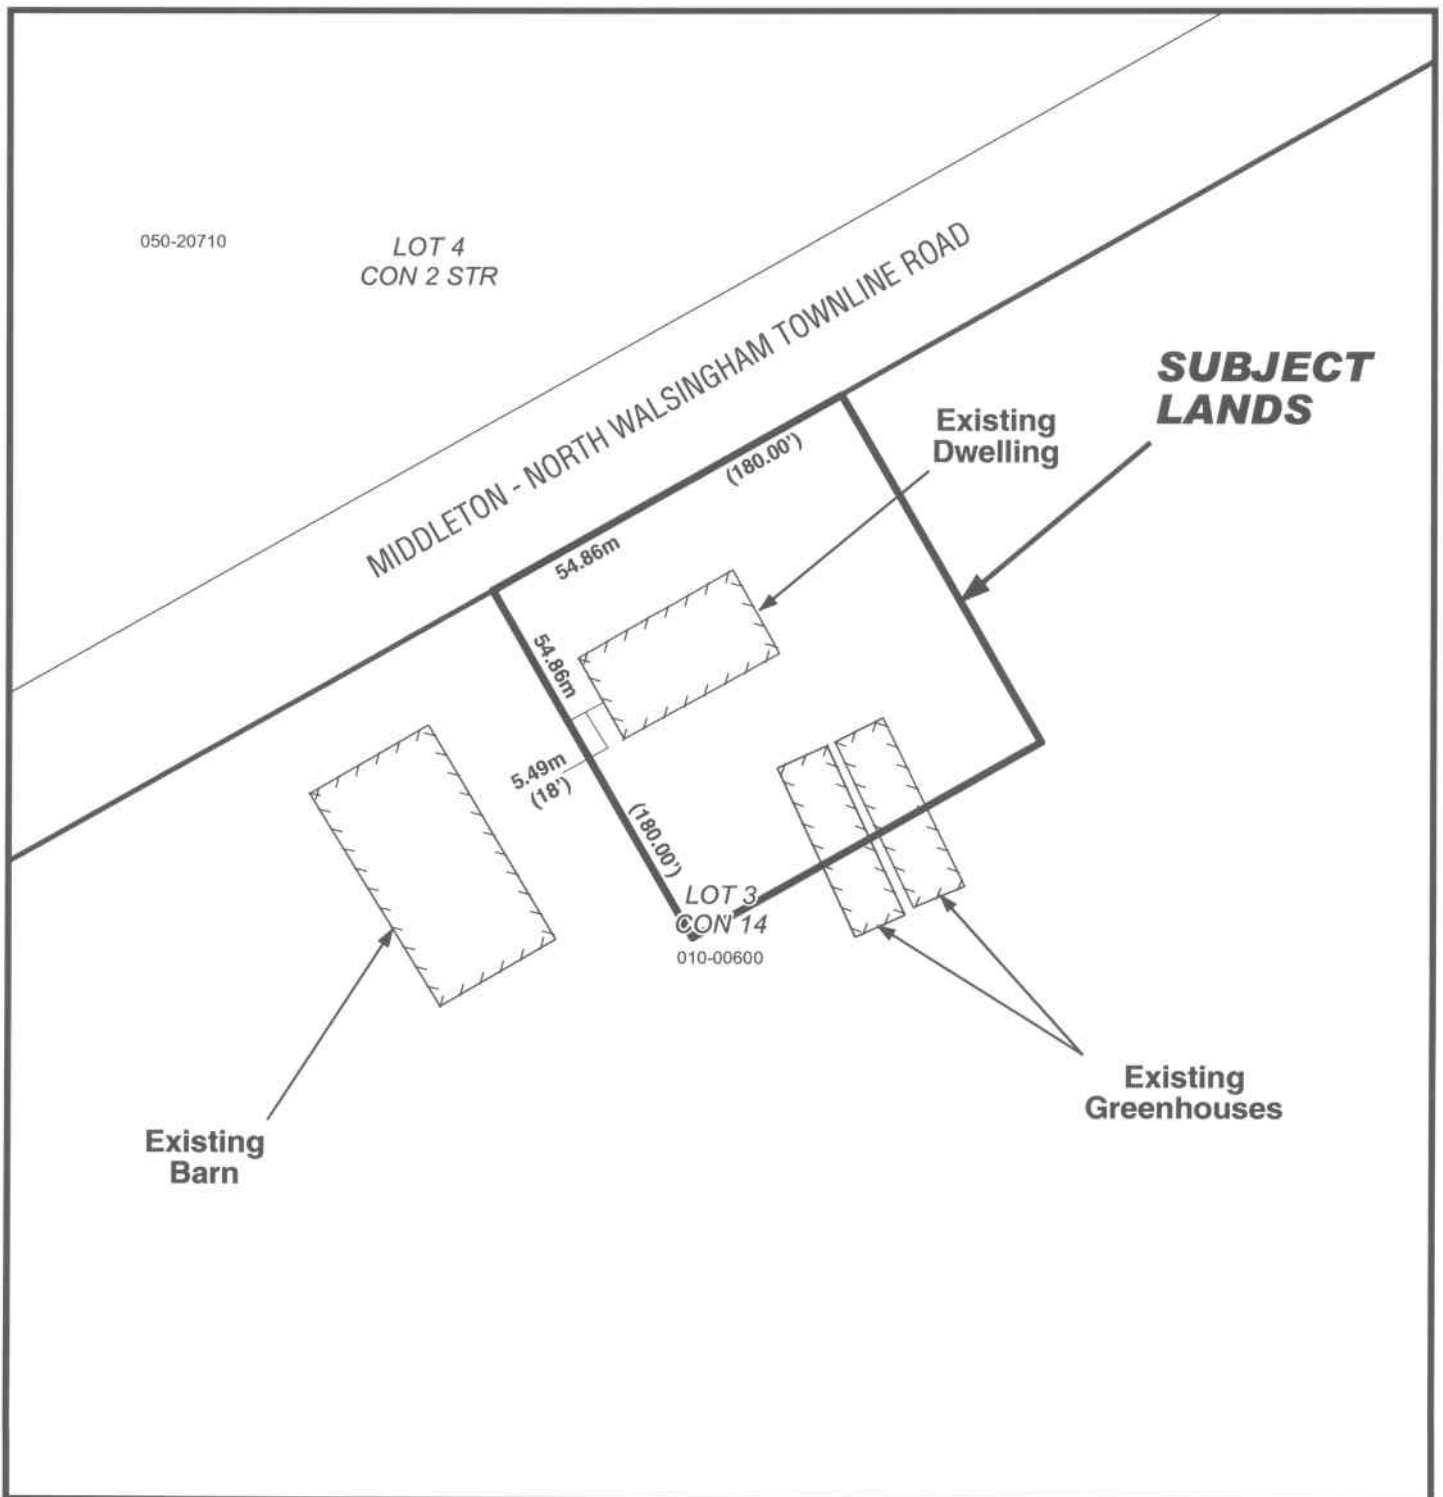 050-20710
LOT 4
CON 2 STR
MIDDLETON - NORTH WALSINGHAM TOWNLINE ROAD
SUBJECT
LANDS
Existing
Dwelling
(180.00')
54.86m
54.86m
5.49m
(18')
(180.00')
LOT 3
CON 14
010-00600
Existing
Greenhouses
Existing
Barn